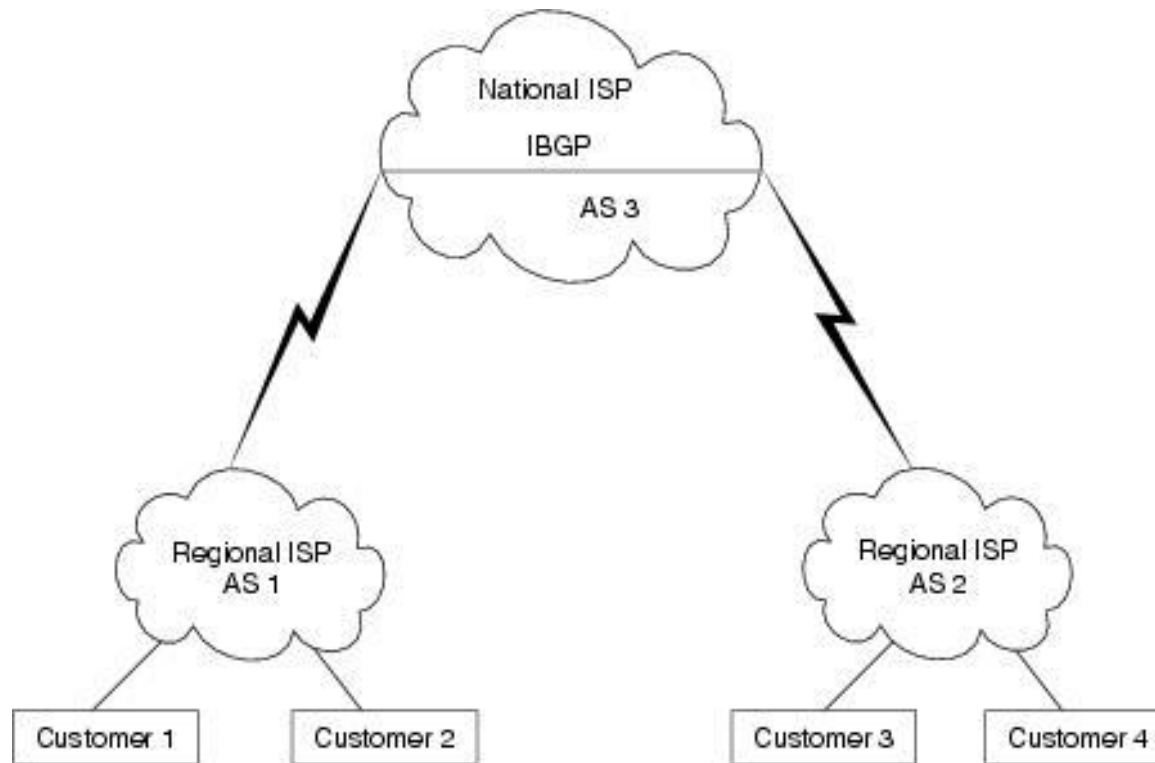 National ISP
IBGP
AS 3
Regional ISP
AS 1
Regional ISP
AS 2
Customer 1
Customer 2
Customer 3
Customer 4